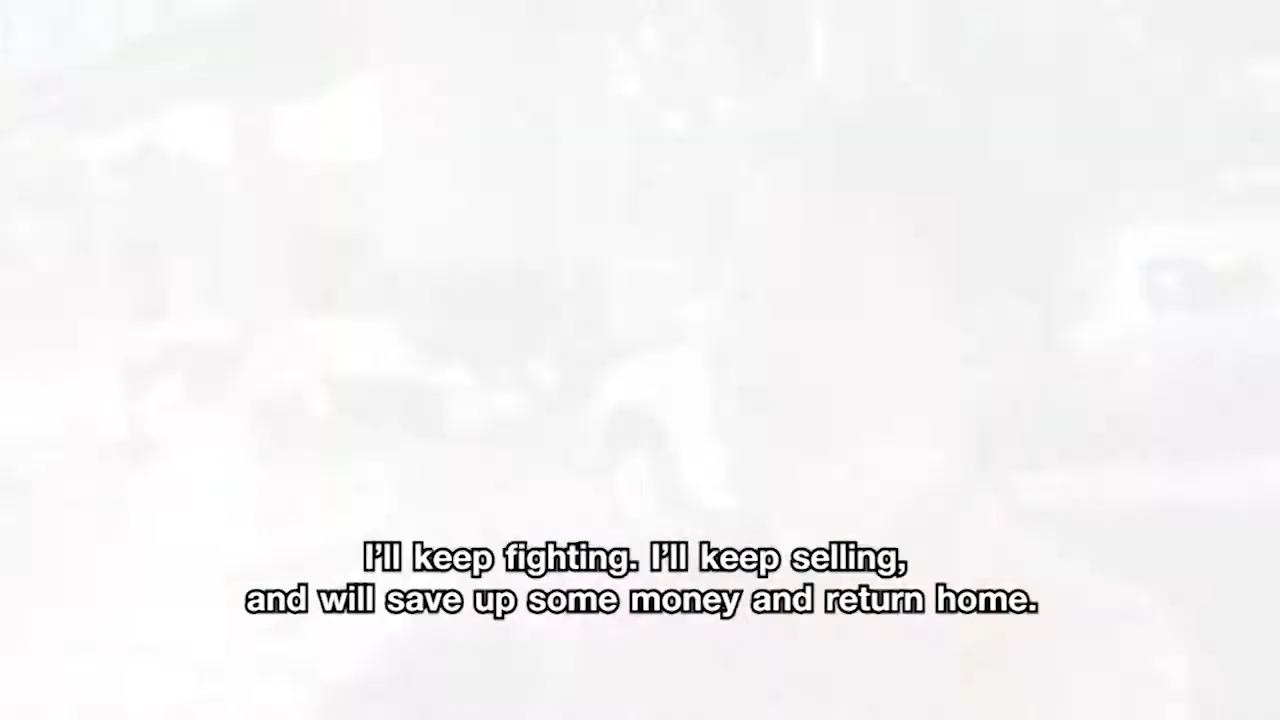 I'll keep fighting. I'll keep selling,
and will save up some money and return home.